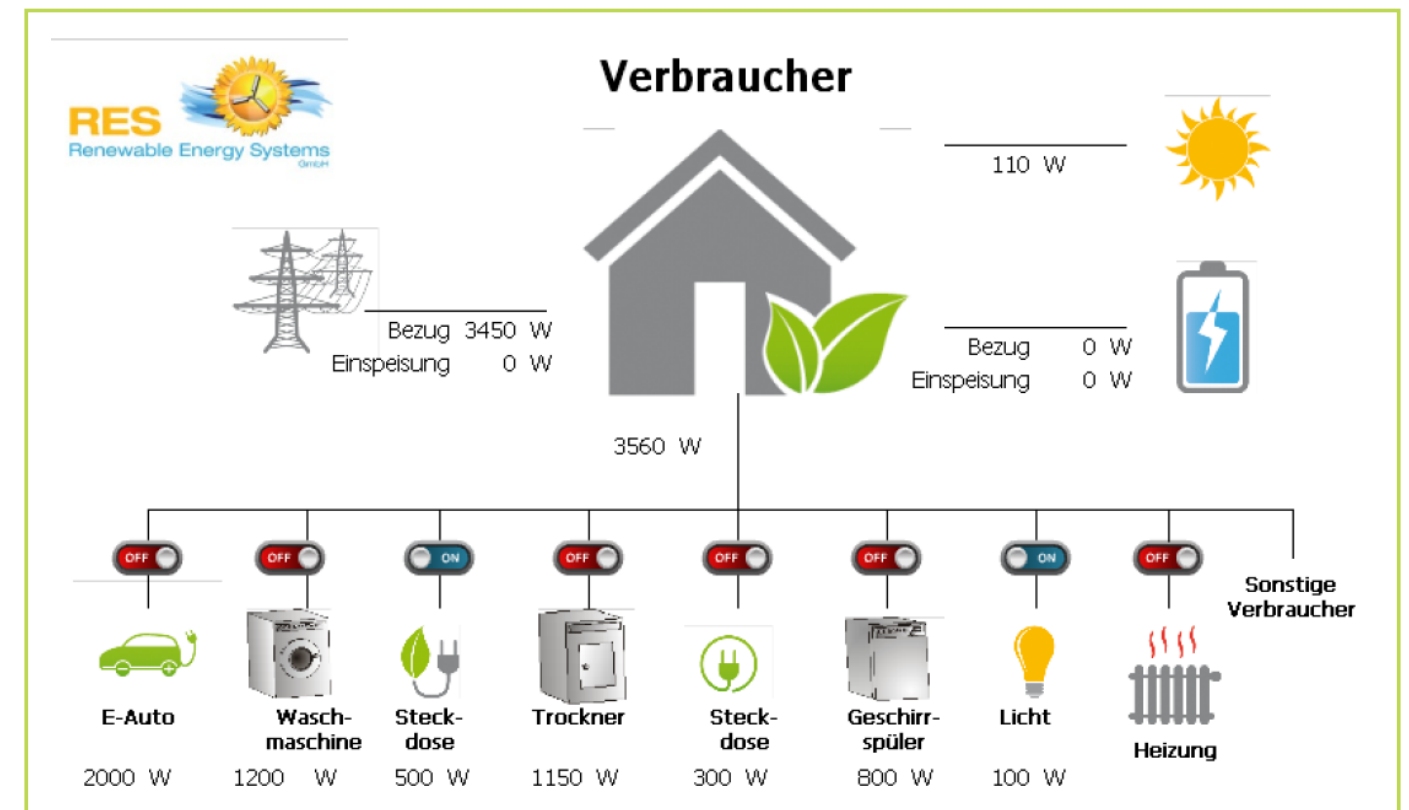 Verbraucher
RES
Renewable Energy Systems
GmbH
110 W
Bezug 3450 W
Einspeisung 0 W
Bezug 0 W
Einspeisung 0 W
3560 W
OFF
OFF
ON
OFF
OFF
OFF
ON
OFF
Sonstige
Verbraucher
E-Auto
Wasch-
maschine
Steck-
dose
Trockner
Steck-
dose
Geschirr-
spüler
Licht
Heizung
2000 W
1200 W
500 W
1150 W
300 W
800 W
100 W